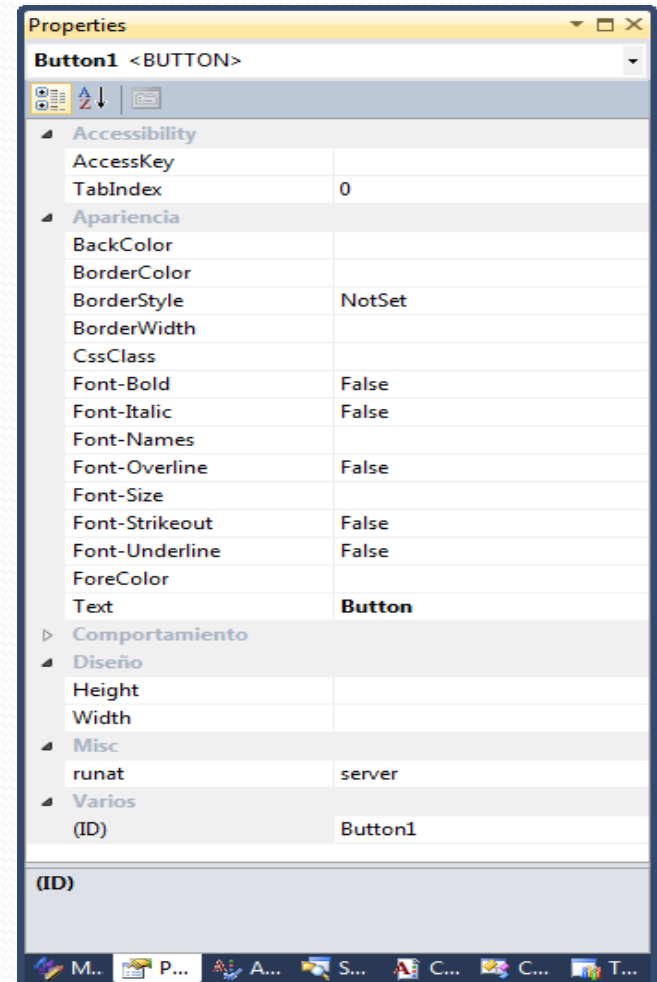 Properties
Button1 <BUTTON>
Accessibility
AccessKey
TabIndex 0
Apariencia
BackColor
BorderColor
BorderStyle NotSet
BorderWidth
CssClass
Font-Bold False
Font-Italic False
Font-Names
Font-Overline False
Font-Size
Font-Strikeout False
Font-Underline False
ForeColor
Text Button
Comportamiento
Diseño
Height
Width
Misc
runat server
Varios
(ID) Button1
(ID)
M... P... A... S... C... C... T...